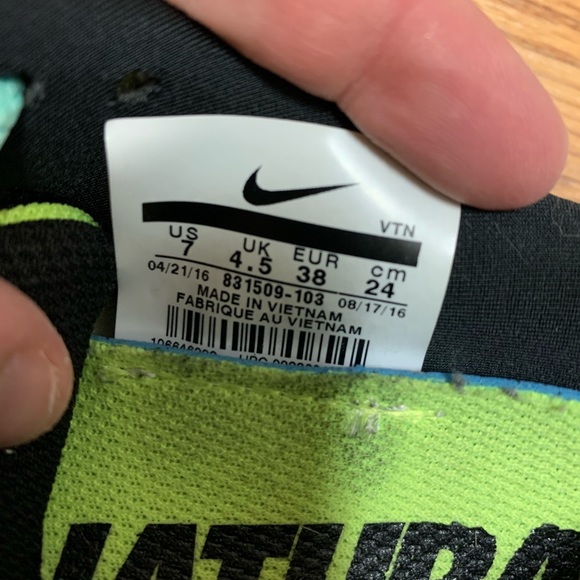 VTN
US UK EUR cm
7 4.5 38 24
04/21/16 831509-103 08/17/16
MADE IN VIETNAM
FABRIQUE AU VIETNAM
UPC